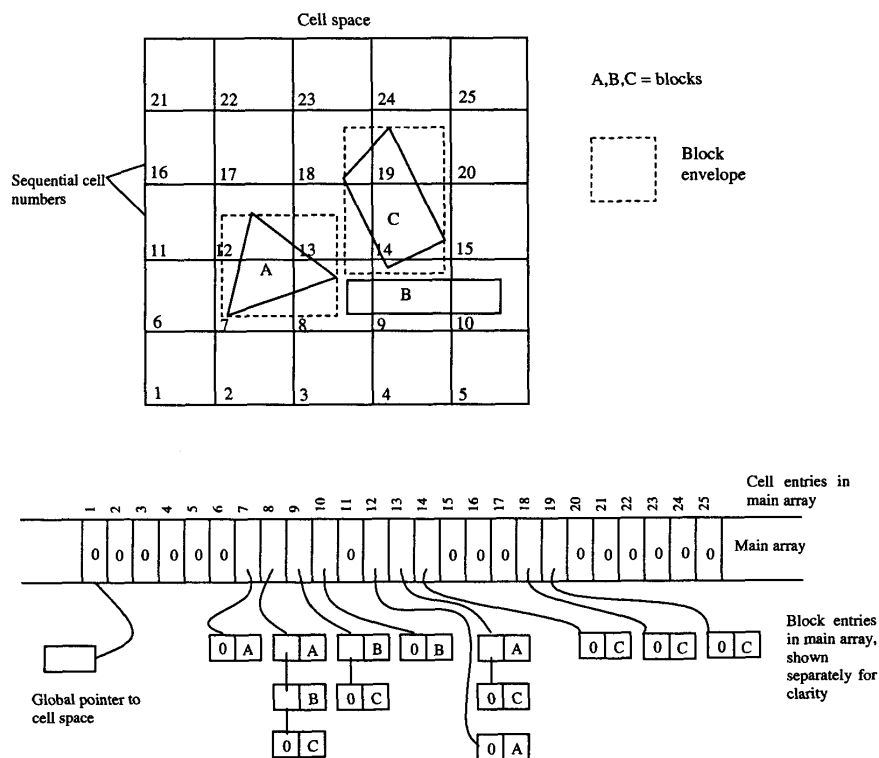 Cell space
21 22 23 24 25
A,B,C = blocks
Block
envelope
16 17 18 19 20
Sequential cell
numbers
C
11 12 13 14 15
A
B
6 7 8 9 10
1 2 3 4 5
Cell entries in
main array
1 2 3 4 5 6 7 8 9 10 11 12 13 14 15 16 17 18 19 20 21 22 23 24 25
Main array
0 0 0 0 0 0 0 0 0 0 0 0 0 0 0 0
Block entries
in main array,
shown
separately for
clarity
0 A A B 0 B A 0 C 0 C 0 C
Global pointer to
cell space
B 0 C 0 C
0 C 0 A